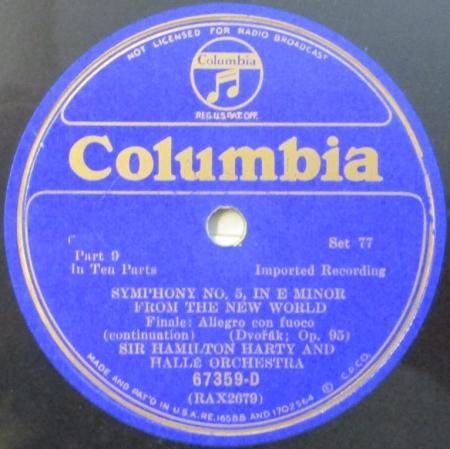 NOT LICENSED FOR RADIO BROADCAST
Columbia
REG.U.S.PAT.OFF.
Columbia
Part 9
In Ten Parts
Set 77
Imported Recording
SYMPHONY NO. 5, IN E MINOR
FROM THE NEW WORLD
Finale: Allegro con fuoco
(continuation) (Dvořák; Op. 95)
SIR HAMILTON HARTY AND
HALLÉ ORCHESTRA
67359-D
(RAX2679)
MADE AND PAT'D IN U.S.A. RE. 16588 AND 1702564 Ⓟ C.P.CO.